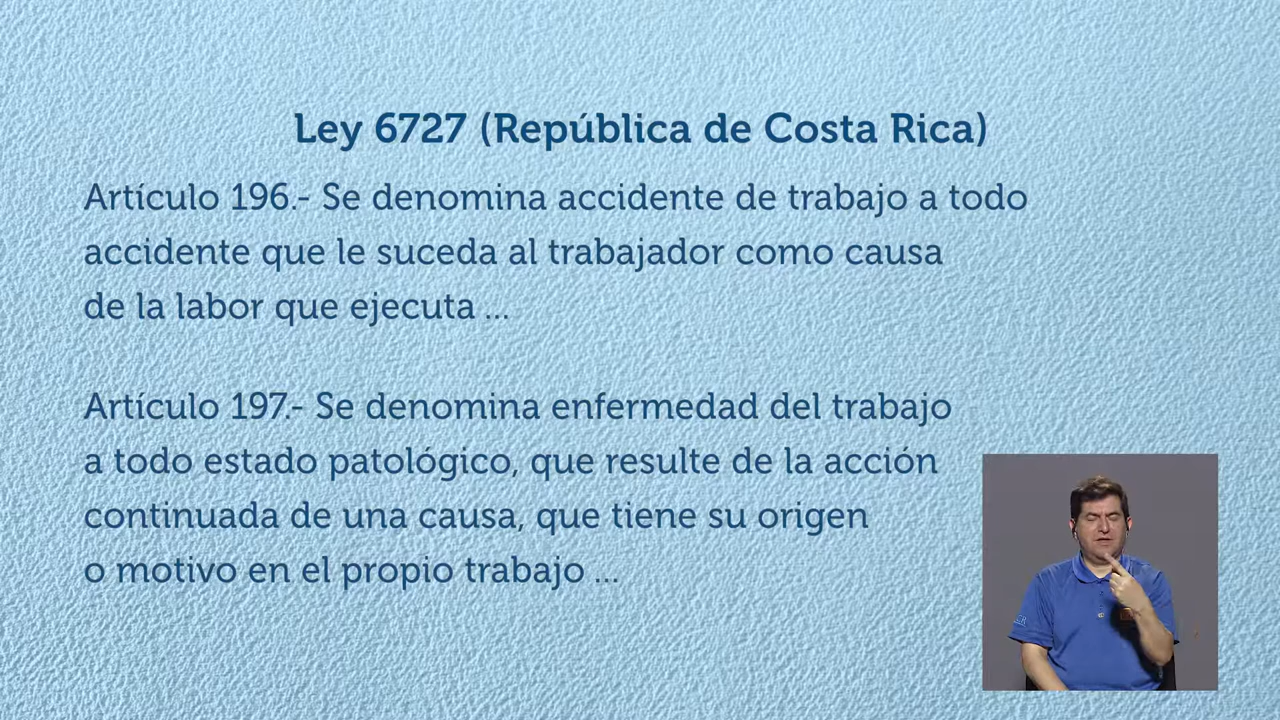 Ley 6727 (República de Costa Rica)
Artículo 196.- Se denomina accidente de trabajo a todo
accidente que le suceda al trabajador como causa
de la labor que ejecuta ...
Artículo 197.- Se denomina enfermedad del trabajo
a todo estado patológico, que resulte de la acción
continuada de una causa, que tiene su origen
o motivo en el propio trabajo ...